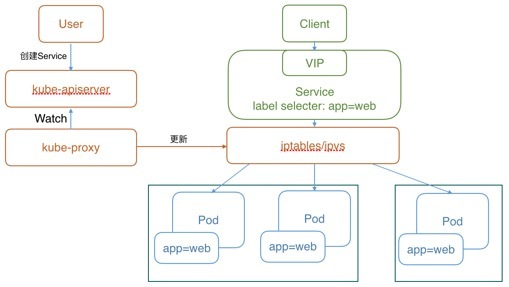 User
Client
创建Service
VIP
kube-apiserver
Service
label selecter: app=web
Watch
kube-proxy
更新
iptables/ipvs
Pod
app=web
Pod
app=web
Pod
app=web